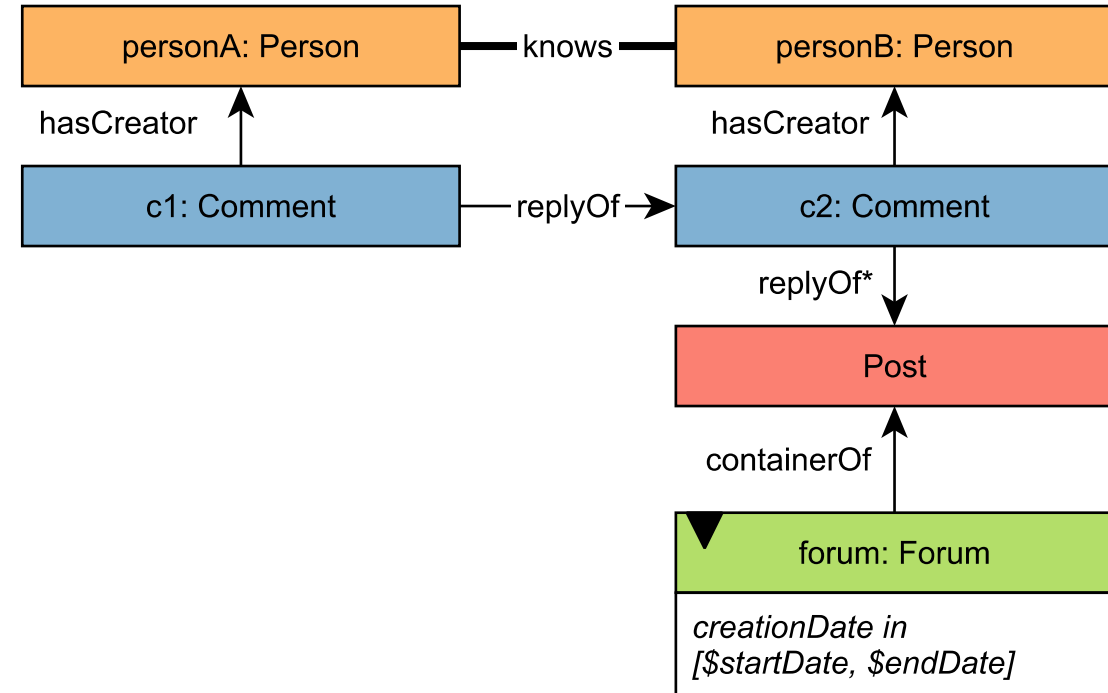 personA: Person
knows
personB: Person
hasCreator
hasCreator
c1: Comment
replyOf
c2: Comment
replyOf*
Post
containerOf
forum: Forum
creationDate in
[$startDate, $endDate]